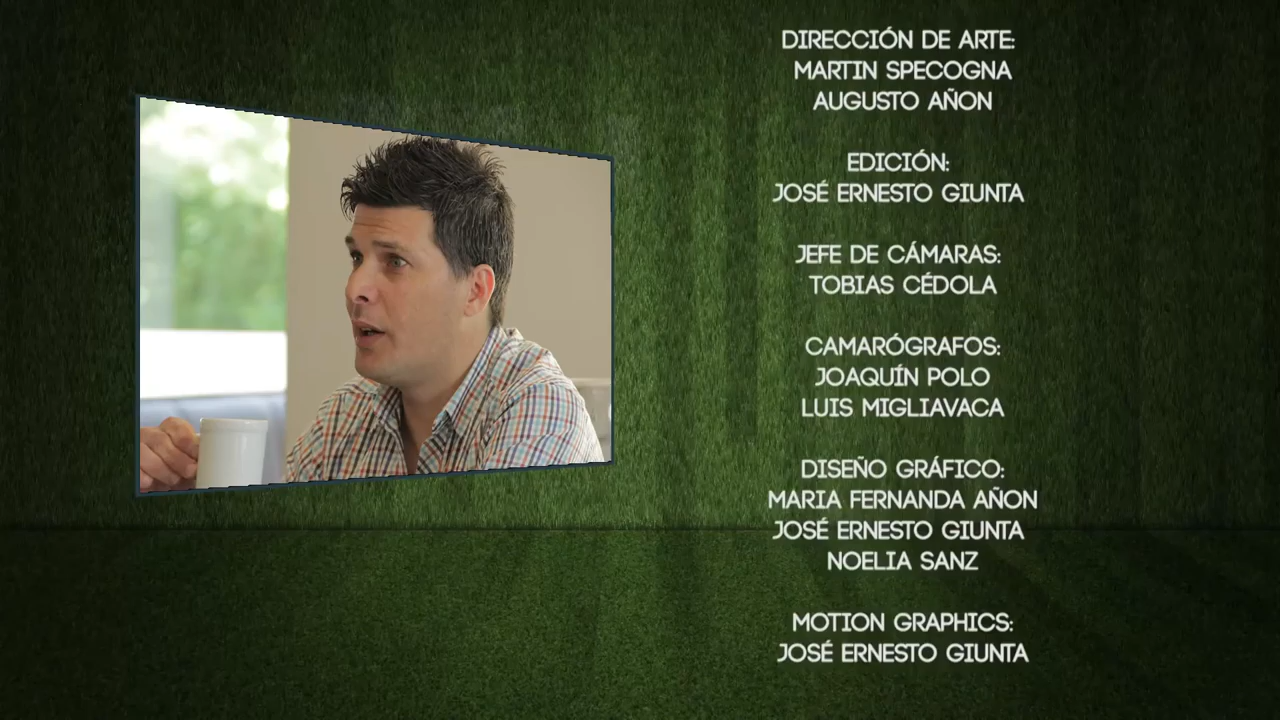 DIRECCIÓN DE ARTE:
MARTIN SPECOGNA
AUGUSTO AÑON
EDICIÓN:
JOSÉ ERNESTO GIUNTA
JEFE DE CÁMARAS:
TOBIAS CÉDOLA
CAMARÓGRAFOS:
JOAQUÍN POLO
LUIS MIGLIAVACA
DISEÑO GRÁFICO:
MARIA FERNANDA AÑON
JOSÉ ERNESTO GIUNTA
NOELIA SANZ
MOTION GRAPHICS:
JOSÉ ERNESTO GIUNTA